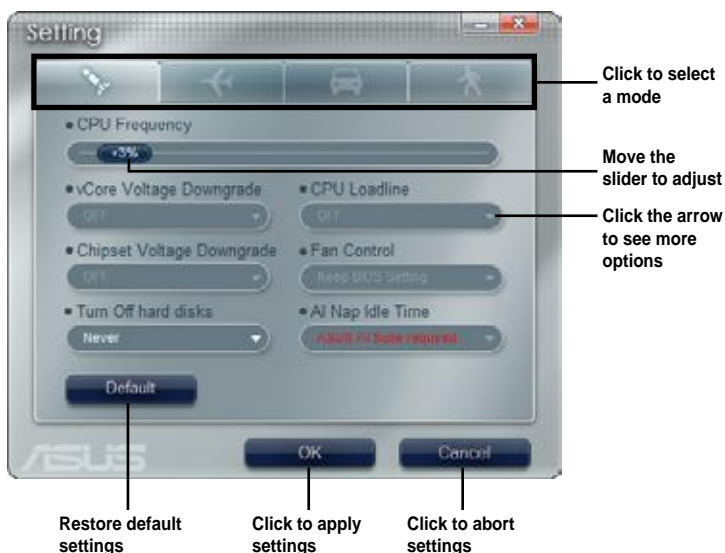 Setting
Click to select
a mode
• CPU Frequency
+3%
Move the
slider to adjust
• vCore Voltage Downgrade
• CPU Loadline
OFF
OFF
Click the arrow
to see more
options
• Chipset Voltage Downgrade
• Fan Control
OFF
Keep BIOS Setting
• Turn Off hard disks
• AI Nap Idle Time
Never
ASUS AI Suite required
Default
ASUS
OK
Cancel
Restore default
settings
Click to apply
settings
Click to abort
settings